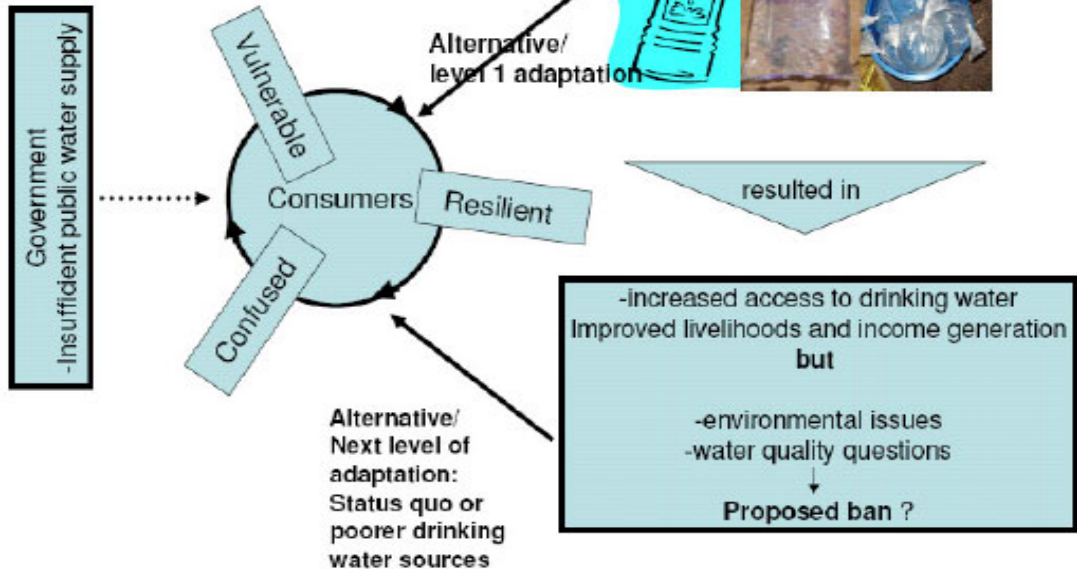 Government
-Insufficient public water supply
Vulnerable
Alternative/
level 1 adaptation
Consumers
Resilient
Confused
resulted in
-increased access to drinking water
Improved livelihoods and income generation
but
-environmental issues
-water quality questions
Proposed ban ?
Alternative/
Next level of
adaptation:
Status quo or
poorer drinking
water sources